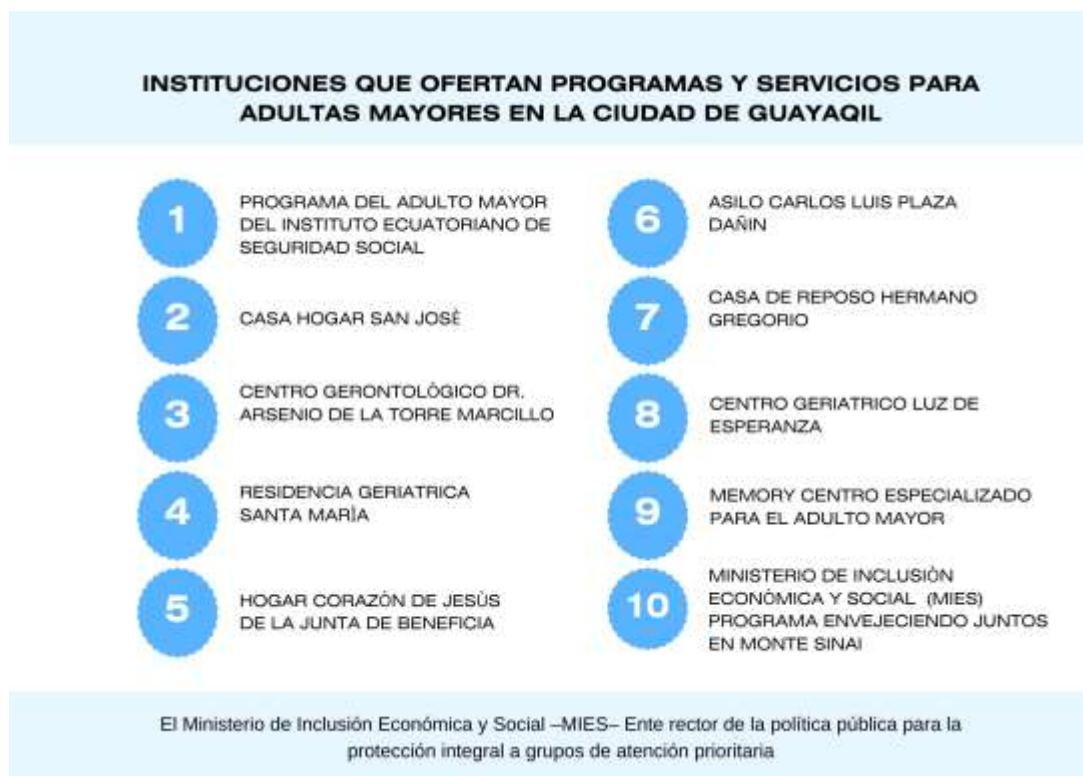 INSTITUCIONES QUE OFERTAN PROGRAMAS Y SERVICIOS PARA
ADULTAS MAYORES EN LA CIUDAD DE GUAYAQIL
1
PROGRAMA DEL ADULTO MAYOR
DEL INSTITUTO ECUATORIANO DE
SEGURIDAD SOCIAL
2
CASA HOGAR SAN JOSÈ
3
CENTRO GERONTOLÓGICO DR.
ARSENIO DE LA TORRE MARCILLO
4
RESIDENCIA GERIATRICA
SANTA MARÌA
5
HOGAR CORAZÒN DE JESÙS
DE LA JUNTA DE BENEFICIA
6
ASILO CARLOS LUIS PLAZA
DAÑIN
7
CASA DE REPOSO HERMANO
GREGORIO
8
CENTRO GERIATRICO LUZ DE
ESPERANZA
9
MEMORY CENTRO ESPECIALIZADO
PARA EL ADULTO MAYOR
10
MINISTERIO DE INCLUSIÒN
ECONÒMICA Y SOCIAL (MIES)
PROGRAMA ENVEJECIENDO JUNTOS
EN MONTE SINAI
El Ministerio de Inclusión Económica y Social –MIES– Ente rector de la política pública para la
protección integral a grupos de atención prioritaria